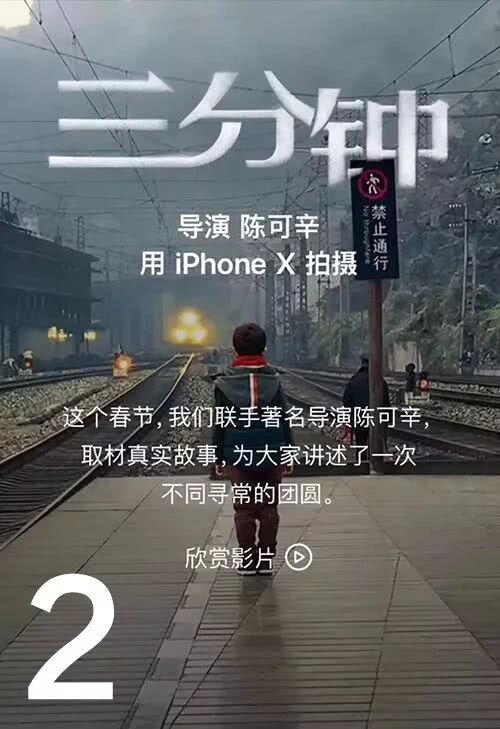 三分钟
导演 陈可辛
用 iPhone X 拍摄
禁止通行
No throughfare
这个春节，我们联手著名导演陈可辛，
取材真实故事，为大家讲述了一次
不同寻常的团圆。
欣赏影片
2